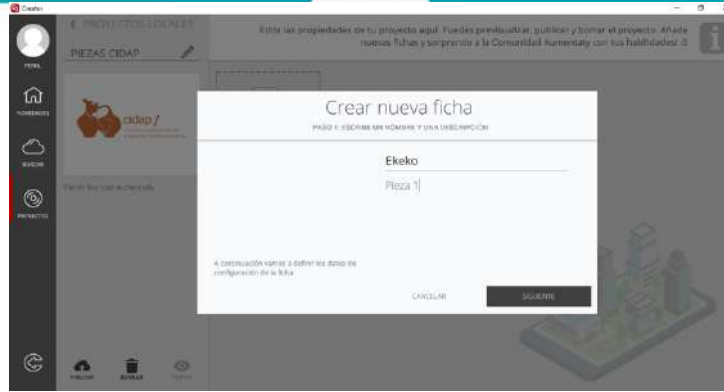 Creator
PROYECTOS LOCALES
Edita las propiedades de tu proyecto aquí. Puedes previsualizar, publicar y borrar el proyecto. Añade
nuevas fichas y sorprende a la Comunidad Aumentaty con tus habilidades! :)
PIEZAS CIDAP
PERFIL
NOVEDADES
BUSCAR
PROYECTOS
cidap
Crear nueva ficha
PASO 1: ESCRIBE UN NOMBRE Y UNA DESCRIPCIÓN
Ekeko
Pieza 1
A continuación vamos a definir los datos de
configuración de la ficha
CANCELAR
SIGUIENTE
PUBLICAR
BORRAR